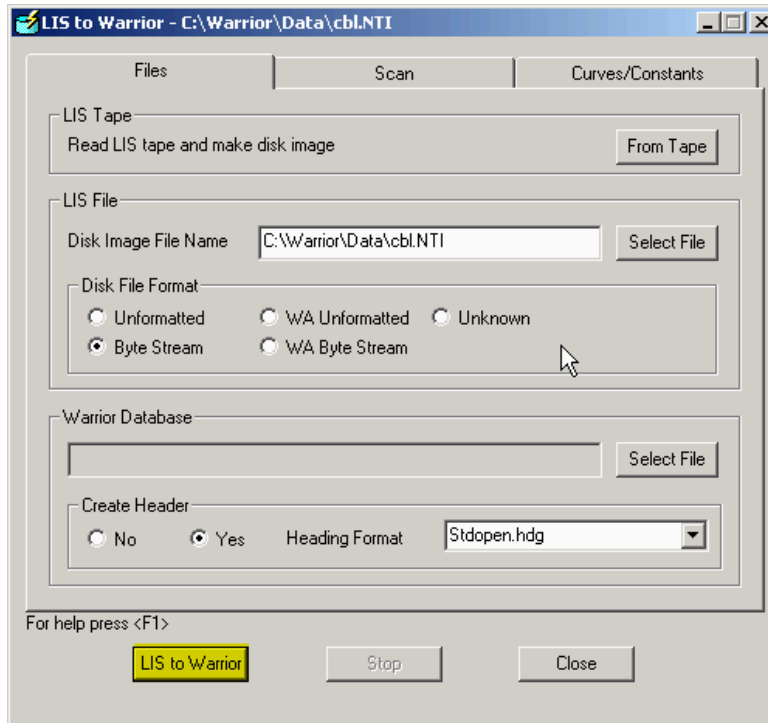 LIS to Warrior - C:\Warrior\Data\cbl.NTI
Files Scan Curves/Constants
LIS Tape
Read LIS tape and make disk image From Tape
LIS File
Disk Image File Name C:\Warrior\Data\cbl.NTI Select File
Disk File Format
Unformatted WA Unformatted Unknown
Byte Stream WA Byte Stream
Warrior Database
Select File
Create Header
No Yes Heading Format Stdopen.hdg
For help press <F1>
LIS to Warrior Stop Close